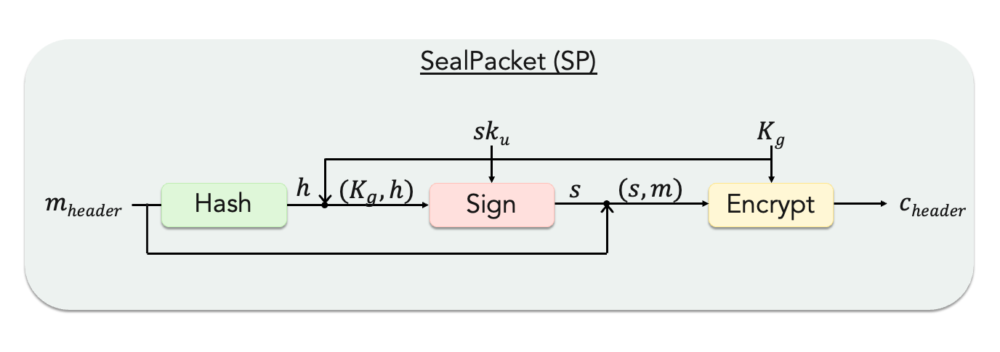 SealPacket (SP)
sk_u
K_g
m_header
Hash
h
(K_g, h)
Sign
s
(s, m)
Encrypt
c_header